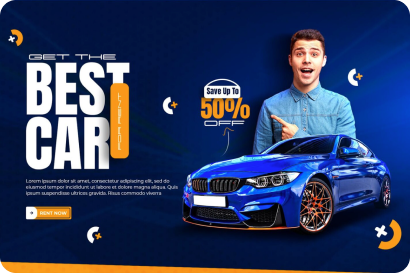 GET THE
BEST
CAR
Save Up To
50%
OFF
Lorem ipsum dolor sit amet, consectetur adipiscing elit,
sed do eiusmod tempor incididunt ut labore et
dolore magna aliqua. Quis ipsum suspendisse
ultrices gravida. Risus commodo viverra
RENT NOW